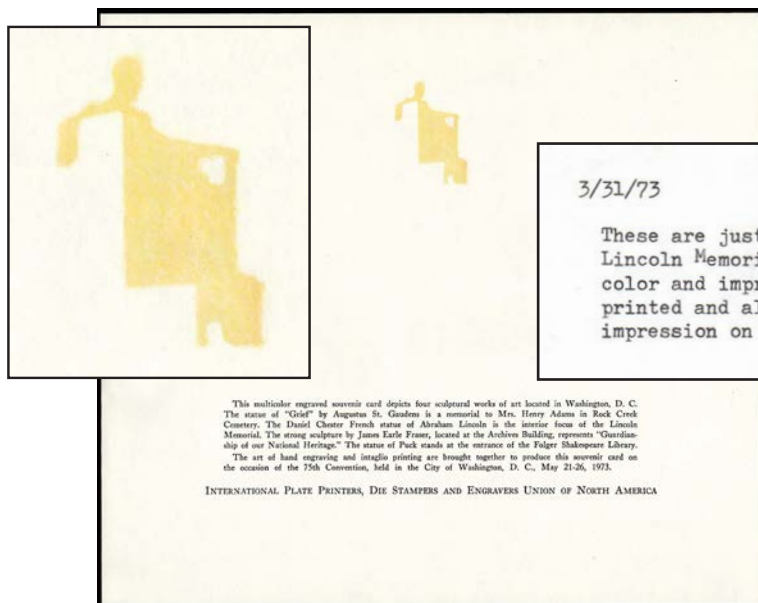 3/31/73
These are just
Lincoln Memori
color and impr
printed and al
impression on
This multicolor engraved souvenir card depicts four sculptural works of art located in Washington, D. C.
The statue of "Grief" by Augustus St. Gaudens is a memorial to Mrs. Henry Adams in Rock Creek
Cemetery. The Daniel Chester French statue of Abraham Lincoln is the interior focus of the Lincoln
Memorial. The strong sculpture by James Earle Fraser, located at the Archives Building, represents "Guardian-
ship of our National Heritage." The statue of Puck stands at the entrance of the Folger Shakespeare Library.
The art of hand engraving and intaglio printing are brought together to produce this souvenir card on
the occasion of the 75th Convention, held in the City of Washington, D. C., May 21-26, 1973.
INTERNATIONAL PLATE PRINTERS, DIE STAMPERS AND ENGRAVERS UNION OF NORTH AMERICA